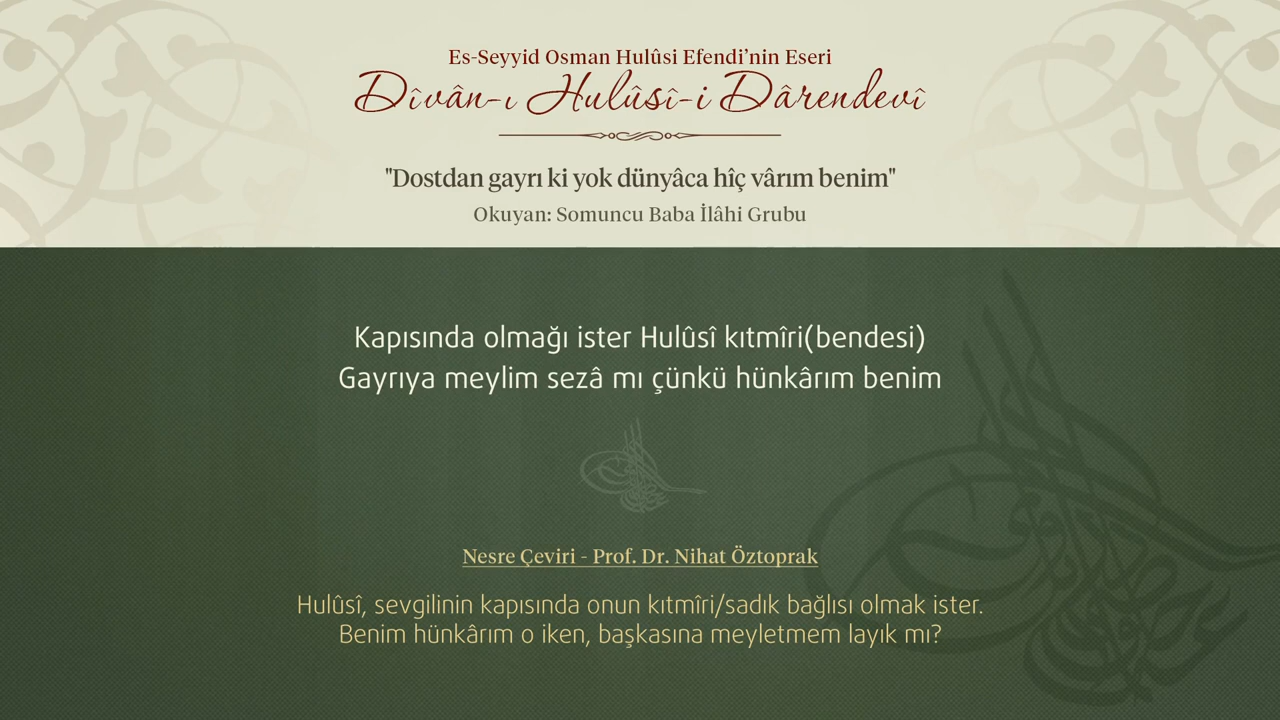 Es-Seyyid Osman Hulûsi Efendi’nin Eseri
Dîvân-ı Hulûsî-i Dârendevî
"Dostdan gayrı ki yok dünyâca hîç vârım benim"
Okuyan: Somuncu Baba İlâhi Grubu
Kapısında olmağı ister Hulûsî kıtmîri(bendesi)
Gayrıya meylim sezâ mı çünkü hünkârım benim
Nesre Çeviri - Prof. Dr. Nihat Öztoprak
Hulûsî, sevgilinin kapısında onun kıtmîri/sadık bağlısı olmak ister.
Benim hünkârım o iken, başkasına meyletmem layık mı?